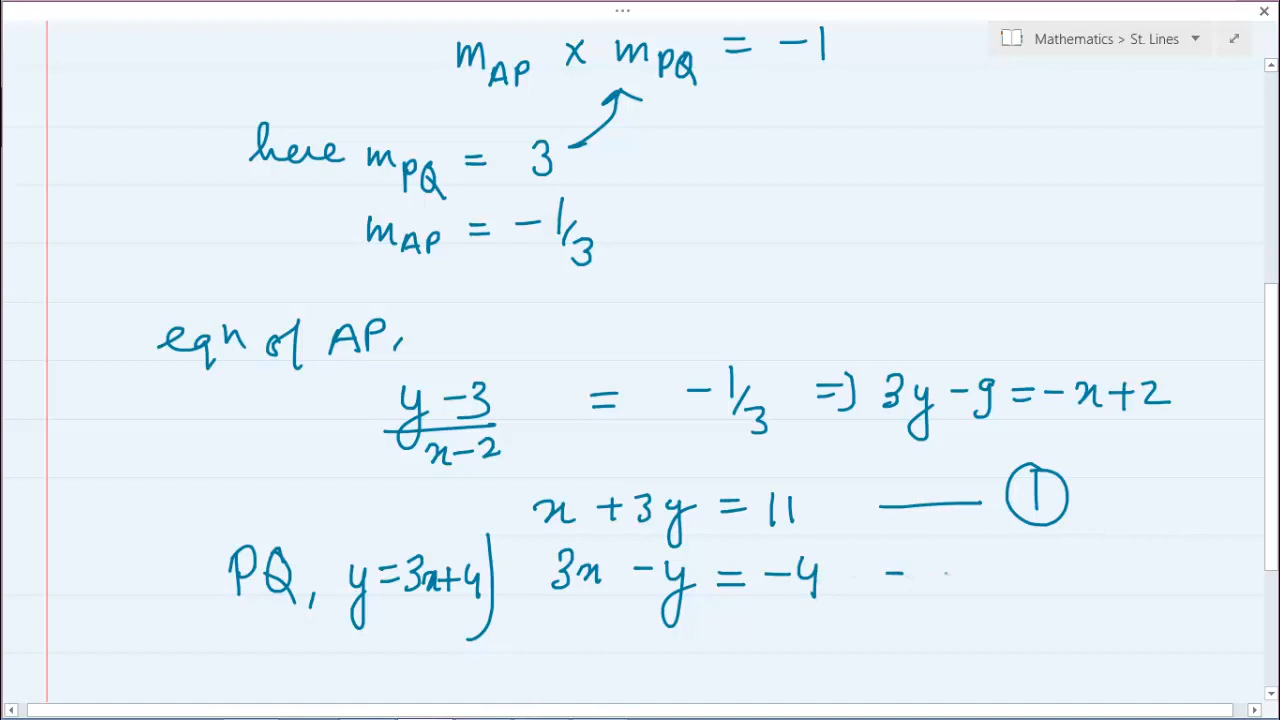 Mathematics > St. Lines
m_AP × m_PQ = -1
here m_PQ = 3
m_AP = -1/3
eqn of AP,
y-3/x-2 = -1/3 => 3y-9=-x+2
x+3y = 11 — 1
PQ, y=3x+4) 3x - y = -4 -